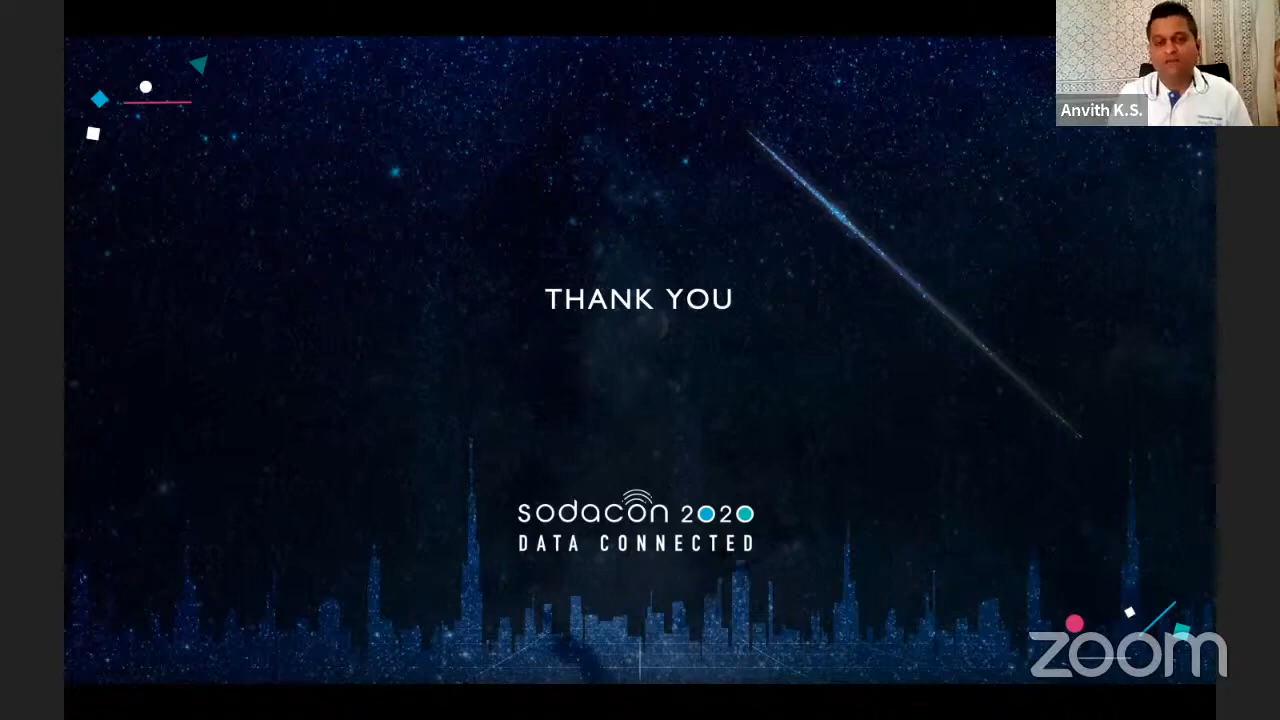 Anvith K.S.
THANK YOU
sodacon 2020
DATA CONNECTED
zoom